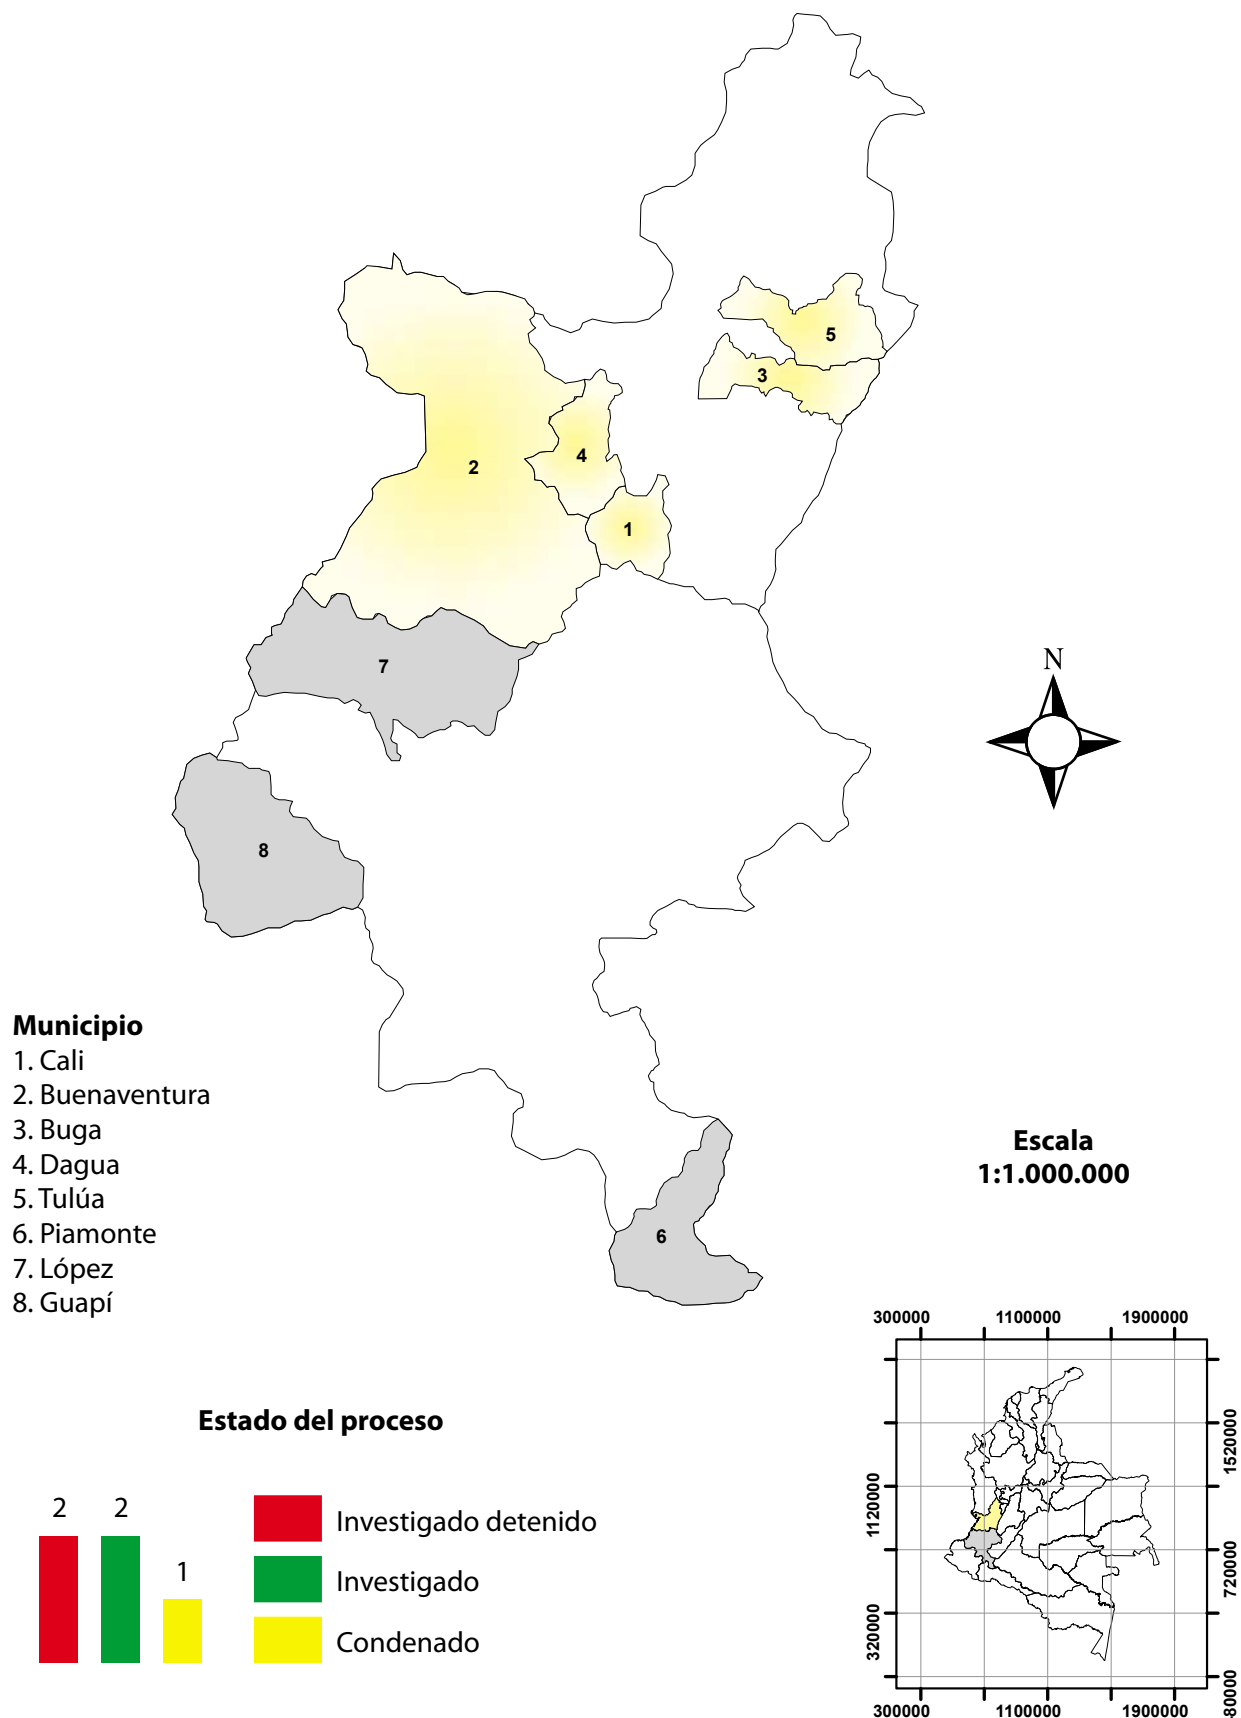 5
3
4
2
1
7
8
6
N
Municipio
1. Cali
2. Buenaventura
3. Buga
4. Dagua
5. Tulúa
6. Piamonte
7. López
8. Guapí
Escala
1:1.000.000
Estado del proceso
2 2 1
Investigado detenido
Investigado
Condenado
300000 1100000 1900000
1120000
320000
1520000
720000
-80000
300000 1100000 1900000